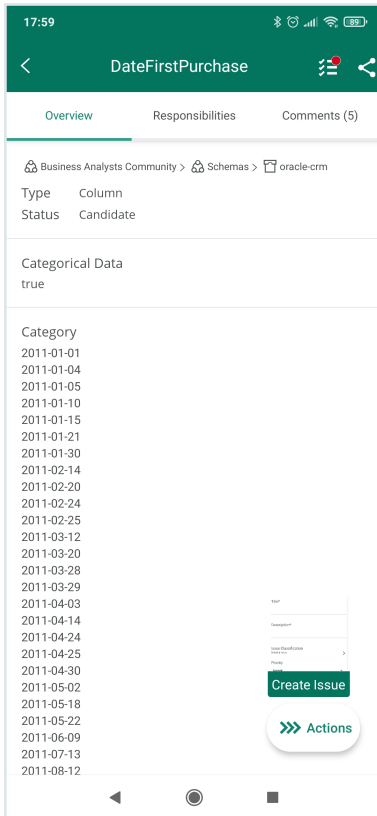 17:59
89
DateFirstPurchase
Overview
Responsibilities
Comments (5)
Business Analysts Community > Schemas > oracle-crm
Type Column
Status Candidate
Categorical Data
true
Category
2011-01-01
2011-01-04
2011-01-05
2011-01-10
2011-01-15
2011-01-21
2011-01-30
2011-02-14
2011-02-20
2011-02-24
2011-02-25
2011-03-12
2011-03-20
2011-03-28
2011-03-29
2011-04-03
2011-04-14
2011-04-24
2011-04-25
2011-04-30
2011-05-02
2011-05-18
2011-05-22
2011-06-09
2011-07-13
2011-08-12
Title*
Description*
Issue Classification
Priority
Create Issue
Actions